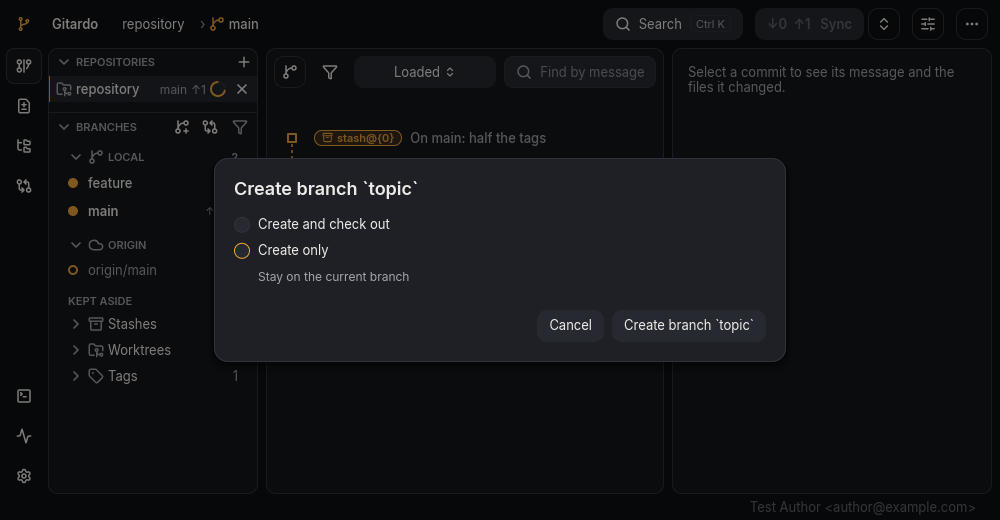 Gitardo
repository
main
Search
Ctrl K
↓0 ↑1 Sync
REPOSITORIES
repository
main ↑1
BRANCHES
LOCAL
2
feature
main
↑
ORIGIN
origin/main
KEPT ASIDE
Stashes
Worktrees
Tags
1
Loaded
Find by message
stash@{0}
On main: half the tags
Select a commit to see its message and the
files it changed.
Create branch `topic`
Create and check out
Create only
Stay on the current branch
Cancel
Create branch `topic`
Test Author <author@example.com>